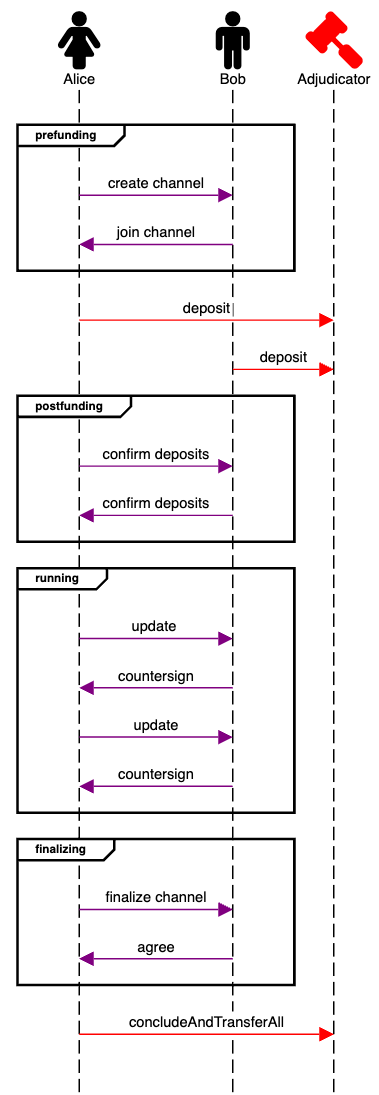 Alice Bob Adjudicator
prefunding
create channel
join channel
deposit
deposit
postfunding
confirm deposits
confirm deposits
running
update
countersign
update
countersign
finalizing
finalize channel
agree
concludeAndTransferAll